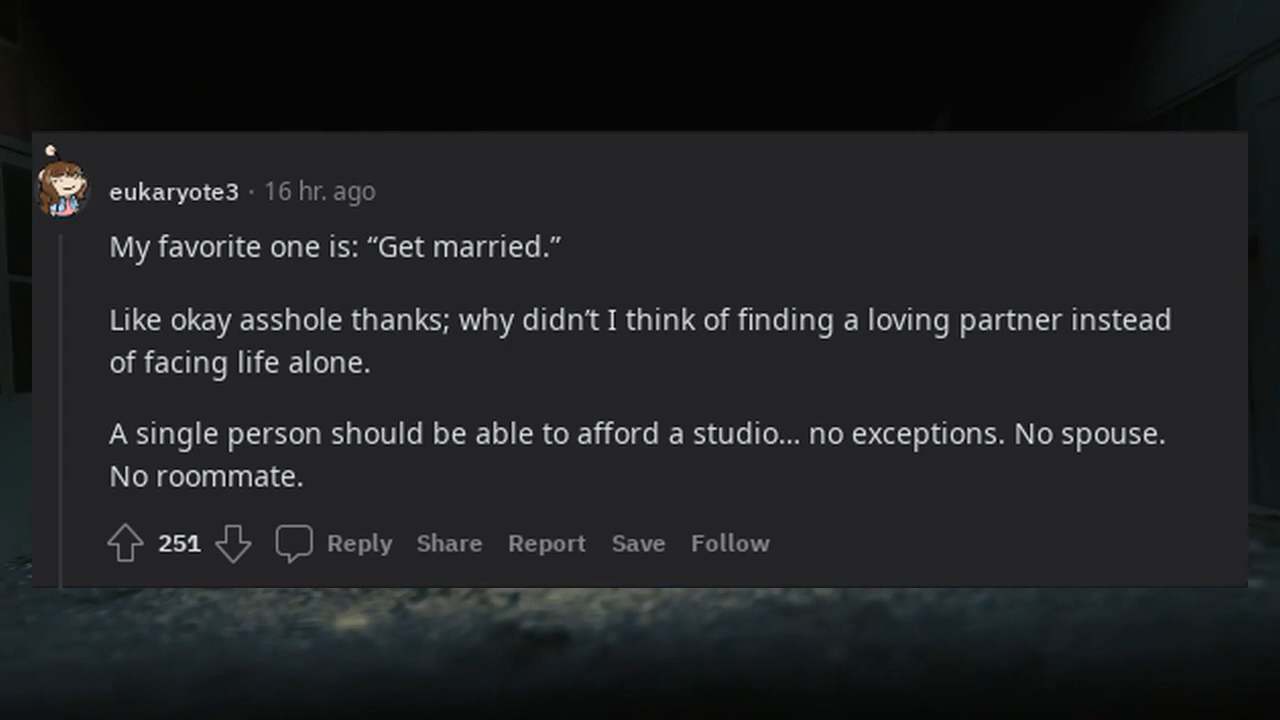 eukaryote3 · 16 hr. ago
My favorite one is: “Get married.”
Like okay asshole thanks; why didn’t I think of finding a loving partner instead
of facing life alone.
A single person should be able to afford a studio... no exceptions. No spouse.
No roommate.
251 Reply Share Report Save Follow